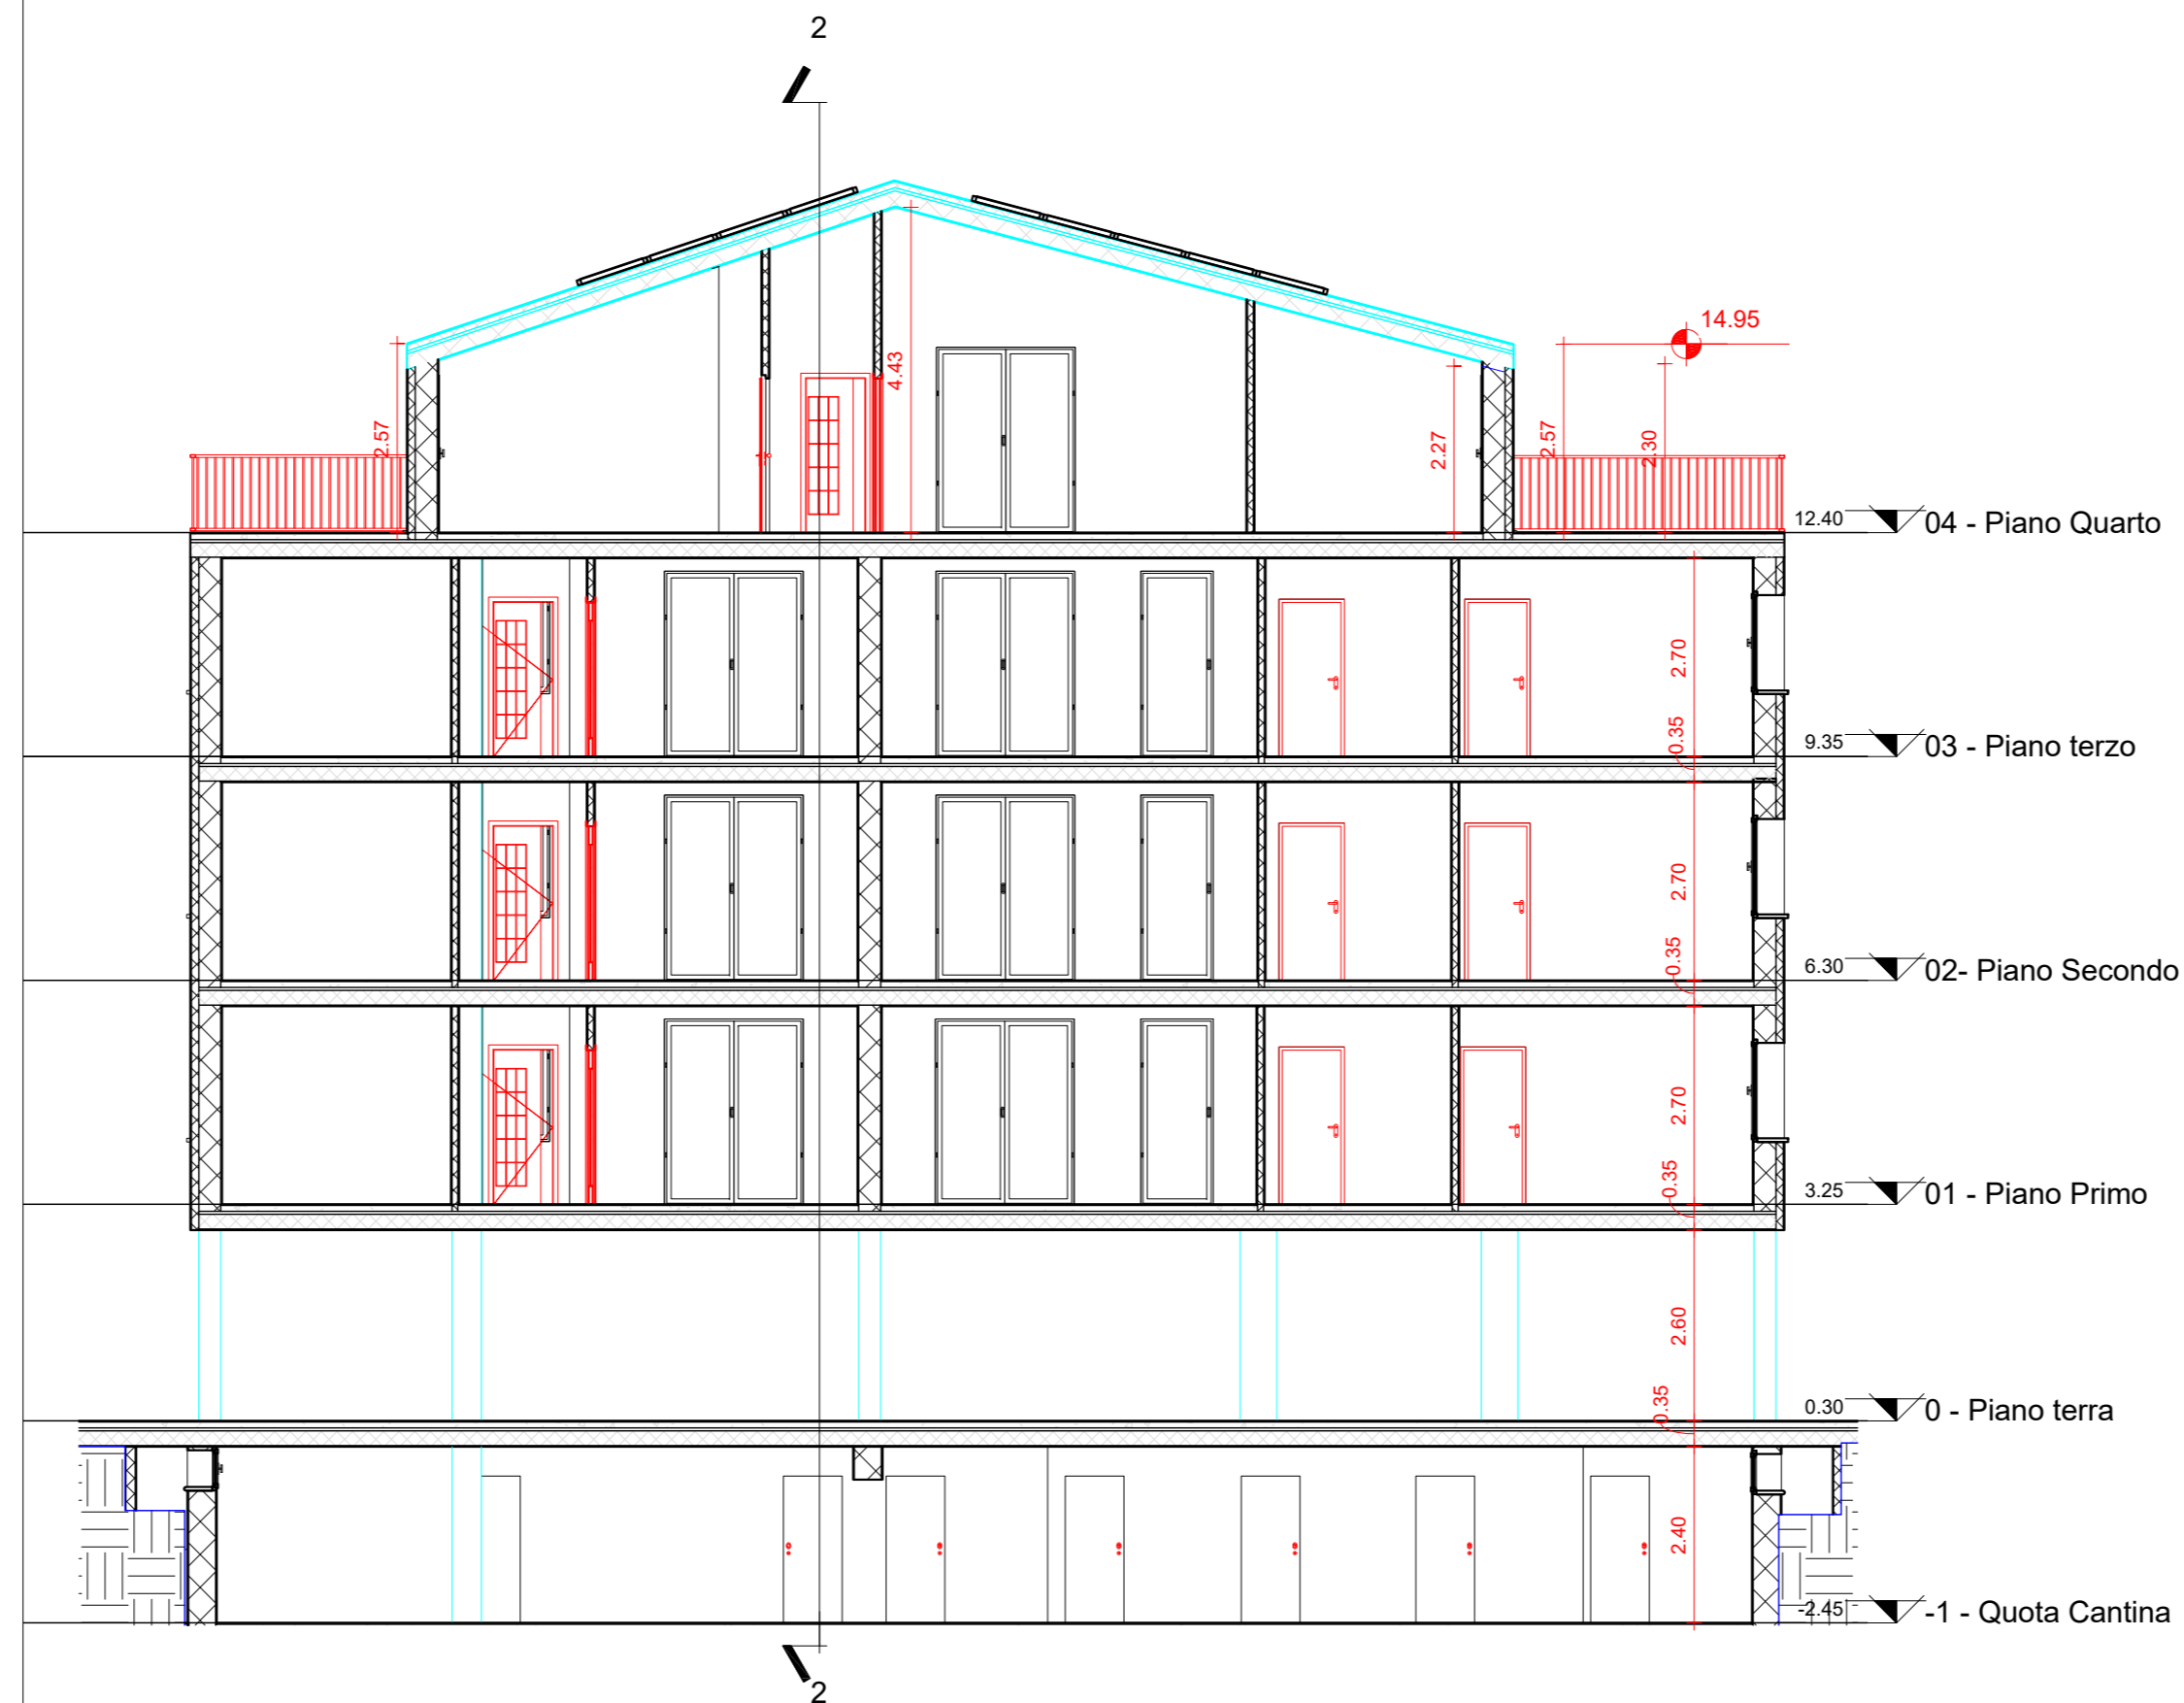 2
14.95
4.43
2.57
2.27
2.57
2.30
12.40 04 - Piano Quarto
2.70
0.35
9.35 03 - Piano terzo
2.70
0.35
6.30 02- Piano Secondo
2.70
0.35
3.25 01 - Piano Primo
2.60
0.35
0.30 0 - Piano terra
2.40
-2.45 -1 - Quota Cantina
2